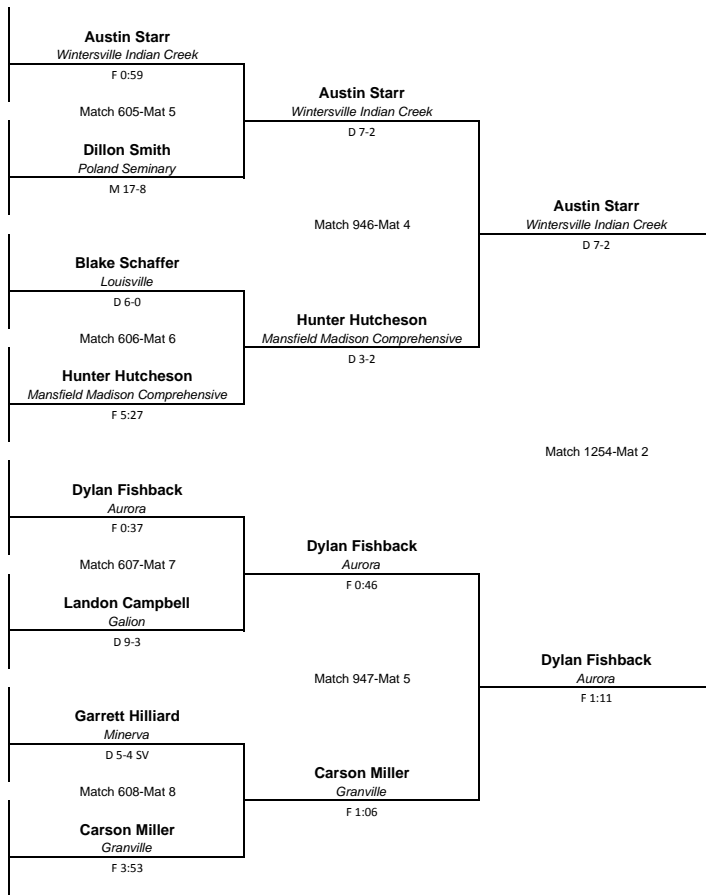 Austin Starr
Wintersville Indian Creek
F 0:59
Match 605-Mat 5
Dillon Smith
Poland Seminary
M 17-8
Blake Schaffer
Louisville
D 6-0
Match 606-Mat 6
Hunter Hutcheson
Mansfield Madison Comprehensive
F 5:27
Dylan Fishback
Aurora
F 0:37
Match 607-Mat 7
Landon Campbell
Galion
D 9-3
Garrett Hilliard
Minerva
D 5-4 SV
Match 608-Mat 8
Carson Miller
Granville
F 3:53
Austin Starr
Wintersville Indian Creek
D 7-2
Match 946-Mat 4
Hunter Hutcheson
Mansfield Madison Comprehensive
D 3-2
Dylan Fishback
Aurora
F 0:46
Match 947-Mat 5
Carson Miller
Granville
F 1:06
Austin Starr
Wintersville Indian Creek
D 7-2
Match 1254-Mat 2
Dylan Fishback
Aurora
F 1:11